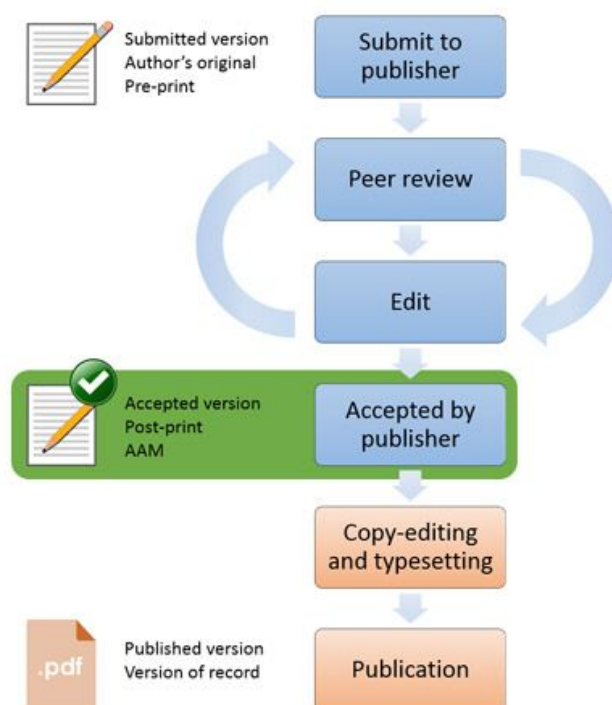 Submitted version
Author's original
Pre-print
Submit to
publisher
Peer review
Edit
Accepted version
Post-print
AAM
Accepted by
publisher
Copy-editing
and typesetting
.pdf
Published version
Version of record
Publication